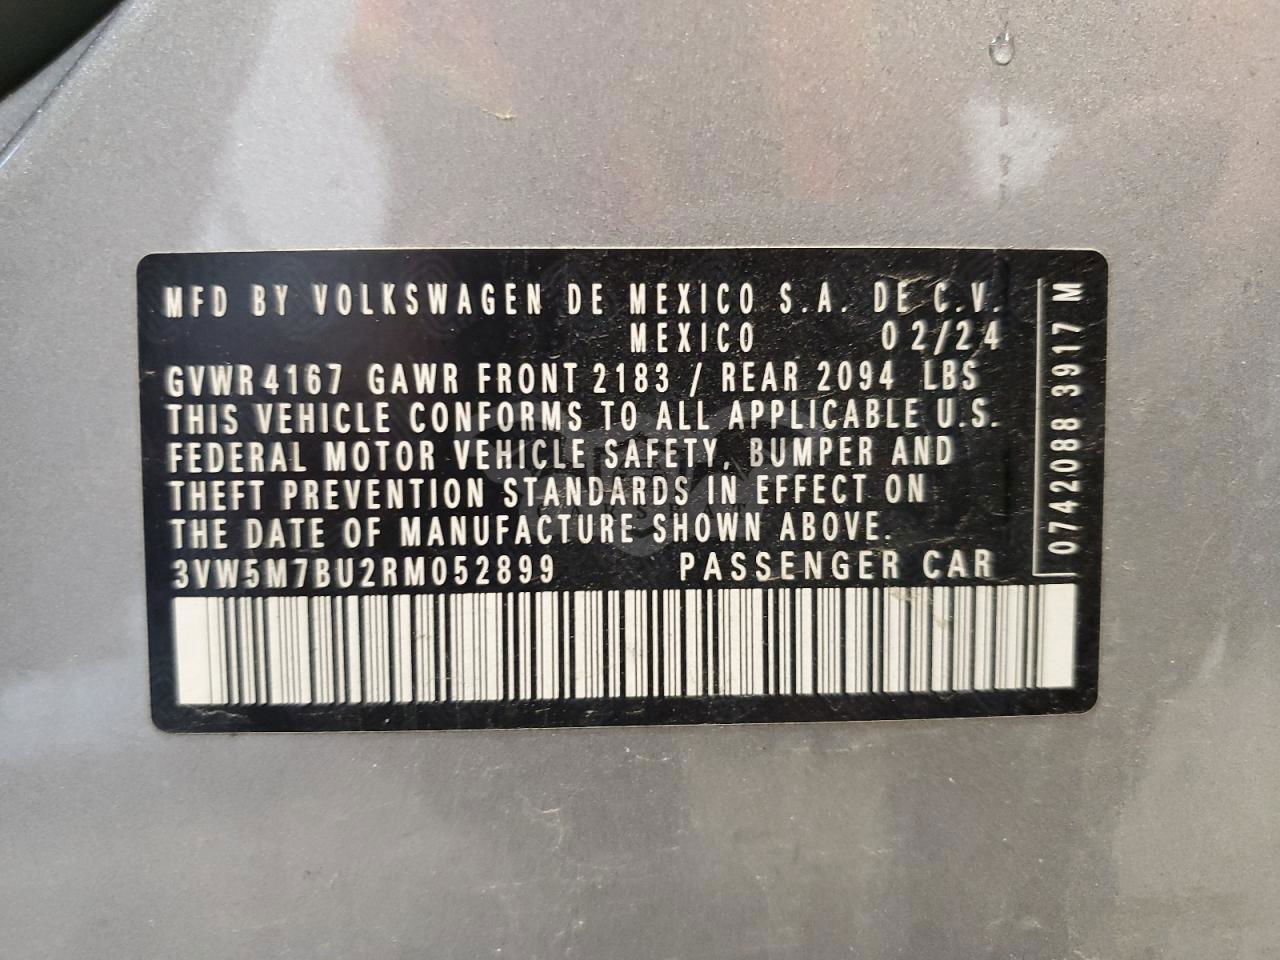 MFD BY VOLKSWAGEN DE MEXICO S.A. DE C.V.
MEXICO 02/24
GVWR 4167 GAWR FRONT 2183 / REAR 2094 LBS
THIS VEHICLE CONFORMS TO ALL APPLICABLE U.S.
FEDERAL MOTOR VEHICLE SAFETY, BUMPER AND
THEFT PREVENTION STANDARDS IN EFFECT ON
THE DATE OF MANUFACTURE SHOWN ABOVE.
3VW5M7BU2RM052899 PASSENGER CAR
0742088 3917 M